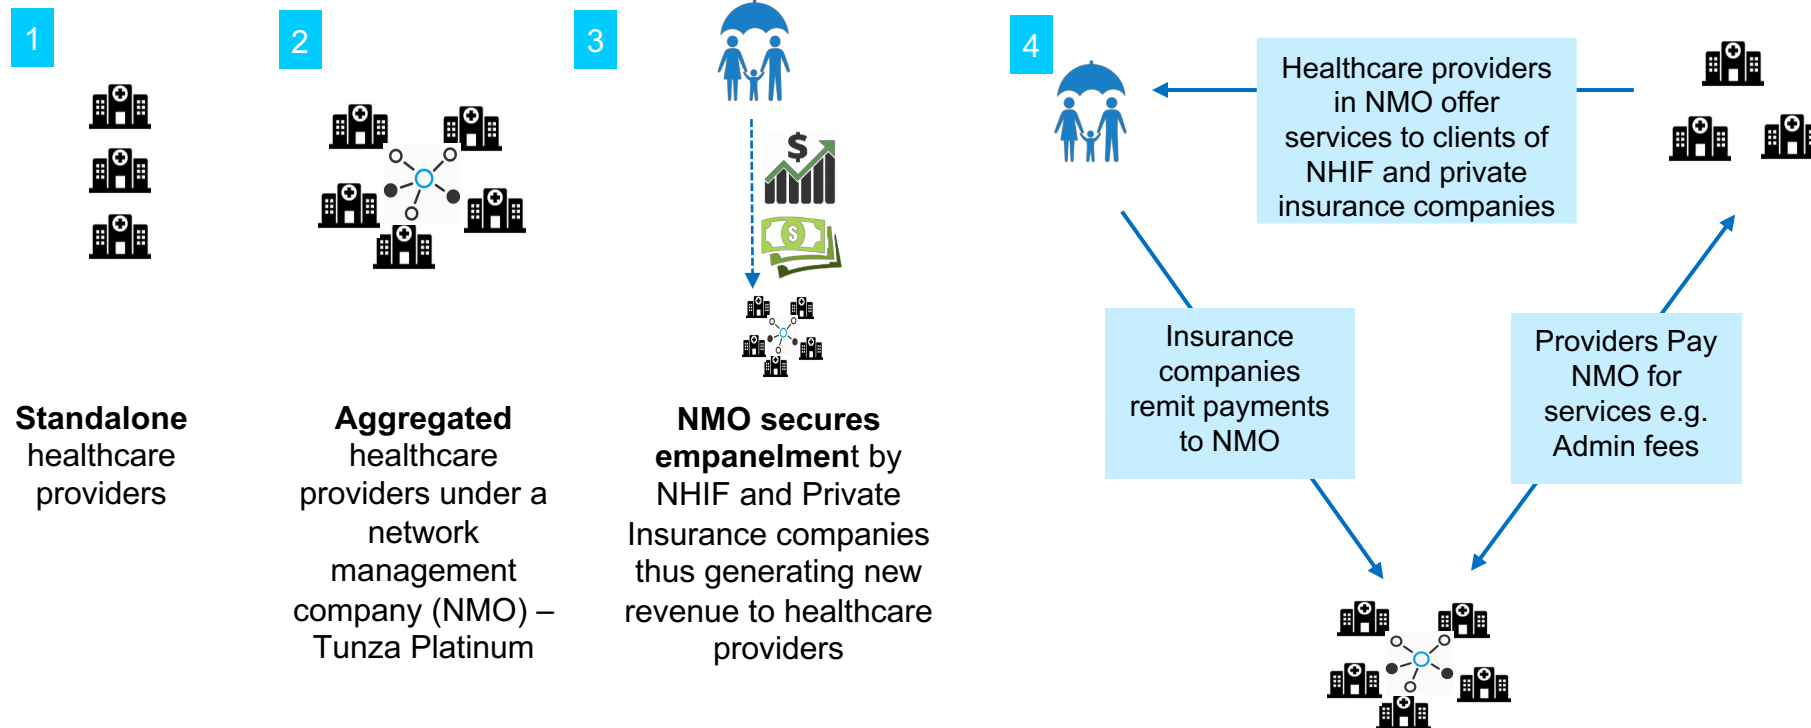 1
Standalone
healthcare
providers
2
Aggregated
healthcare
providers under a
network
management
company (NMO) –
Tunza Platinum
3
$
$
NMO secures
empanelment by
NHIF and Private
Insurance companies
thus generating new
revenue to healthcare
providers
4
Healthcare providers
in NMO offer
services to clients of
NHIF and private
insurance companies
Insurance
companies
remit payments
to NMO
Providers Pay
NMO for
services e.g.
Admin fees